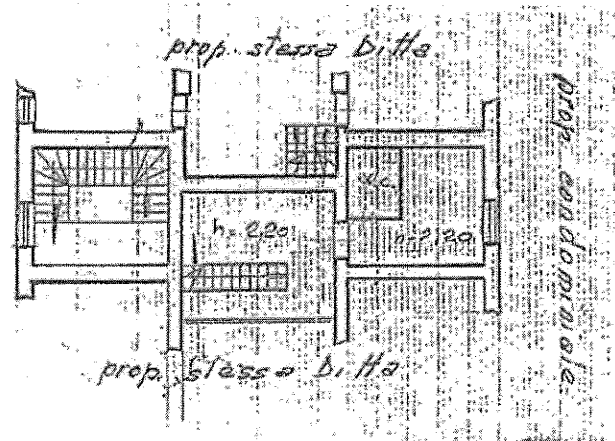 prop. stessa Ditta
h=2,20
W.C.
h=2,20
prop. stessa Ditta
prop. condominiale